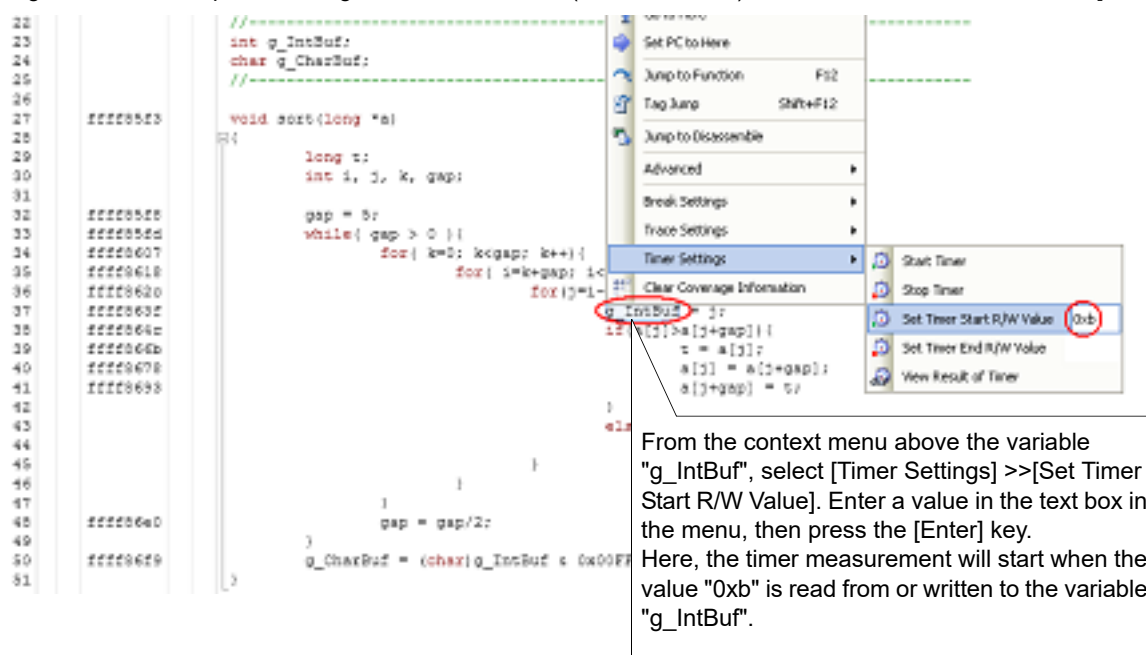 22 //
23 int g_IntBuf;
24 char g_CharBuf;
25 //
26
27 ffff85f3 void sort(long *a)
28 {
29 long t;
30 int i, j, k, gap;
31
32 ffff85f8 gap = 5;
33 ffff85fd while( gap > 0 ){
34 ffff8607 for( k=0; k<gap; k++){
35 ffff8618 for( i=k+gap; i<
36 ffff8620 for(j=i-
37 ffff863f g_IntBuf = j;
38 if(a[j]>a[j+gap]){
39 ffff866b t = a[j];
40 ffff8678 a[j] = a[j+gap];
41 ffff8693 a[j+gap] = t;
42 }
43 els
44
45 }
46 }
47 }
48 ffff86e0 gap = gap/2;
49 }
50 ffff86f9 g_CharBuf = (char)g_IntBuf & 0x00FF
51 }
Set PC to Here
Jump to Function F12
Tag Jump Shift+F12
Jump to Disassemble
Advanced
Break Settings
Trace Settings
Timer Settings
Clear Coverage Information
Start Timer
Stop Timer
Set Timer Start R/W Value 0xb
Set Timer End R/W Value
View Result of Timer
From the context menu above the variable
"g_IntBuf", select [Timer Settings] >>[Set Timer
Start R/W Value]. Enter a value in the text box in
the menu, then press the [Enter] key.
Here, the timer measurement will start when the
value "0xb" is read from or written to the variable
"g_IntBuf".